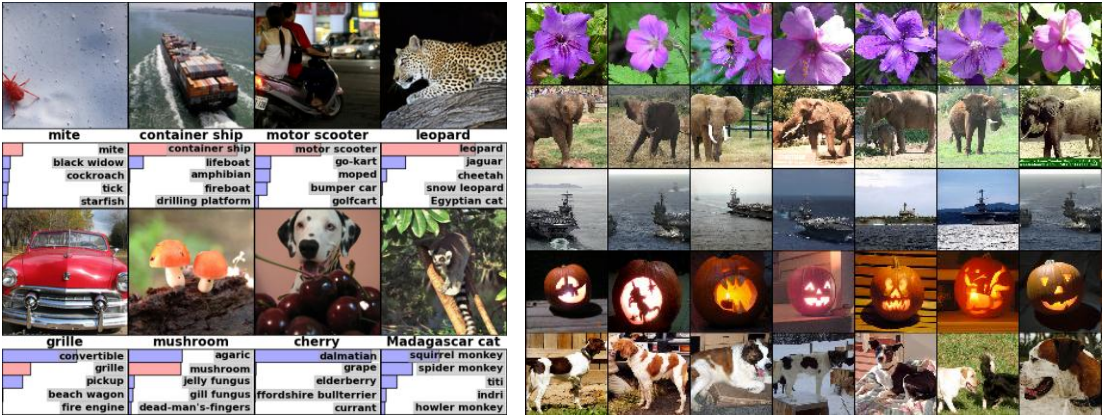 mite
container ship
motor scooter
leopard
mite
black widow
cockroach
tick
starfish
container ship
lifeboat
amphibian
fireboat
drilling platform
motor scooter
go-kart
moped
bumper car
golfcart
leopard
jaguar
cheetah
snow leopard
Egyptian cat
grille
mushroom
cherry
Madagascar cat
convertible
grille
pickup
beach wagon
fire engine
agaric
mushroom
jelly fungus
gill fungus
dead-man's-fingers
dalmatian
grape
elderberry
ffordshire bullterrier
currant
squirrel monkey
spider monkey
titi
indri
howler monkey